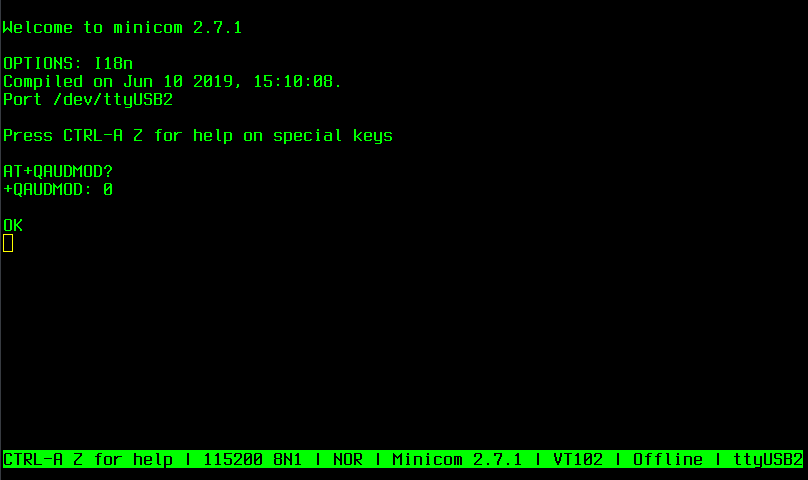 Welcome to minicom 2.7.1
OPTIONS: I18n
Compiled on Jun 10 2019, 15:10:08.
Port /dev/ttyUSB2
Press CTRL-A Z for help on special keys
AT+QAUDMOD?
+QAUDMOD: 0
OK
CTRL-A Z for help | 115200 8N1 | NOR | Minicom 2.7.1 | VT102 | Offline | ttyUSB2